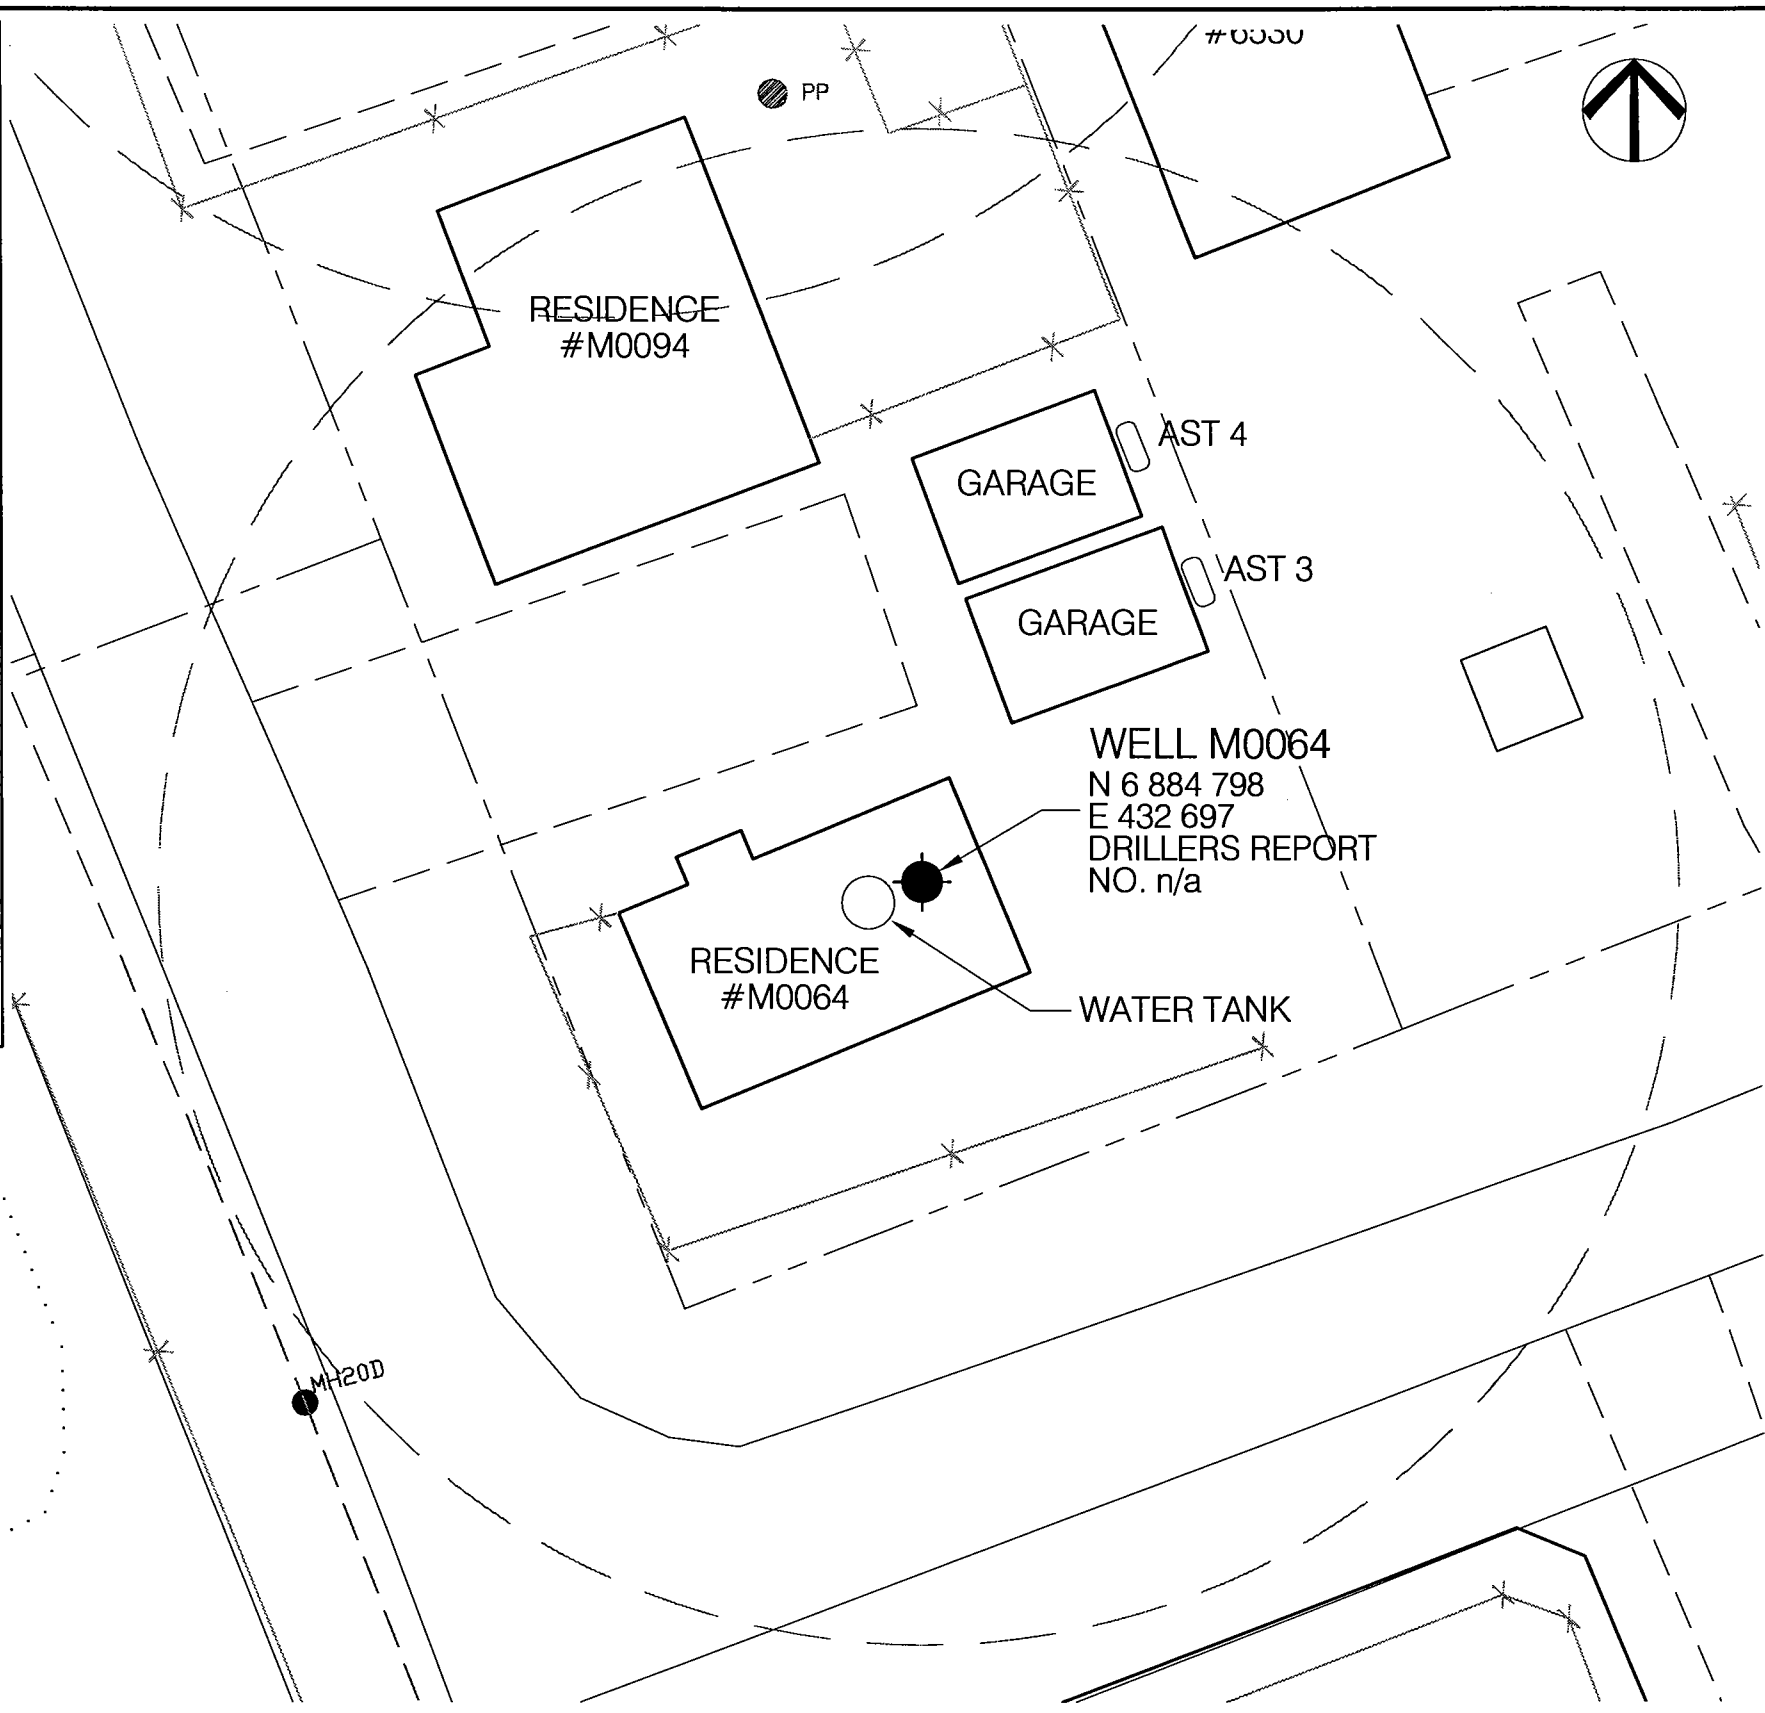 #6530
PP
RESIDENCE
#M0094
AST 4
GARAGE
AST 3
GARAGE
WELL M0064
N 6 884 798
E 432 697
DRILLERS REPORT
NO. n/a
RESIDENCE
#M0064
WATER TANK
MH20D